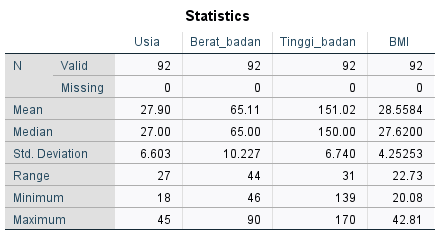 Statistics
Usia Berat_badan Tinggi_badan BMI
N Valid 92 92 92 92
Missing 0 0 0 0
Mean 27.90 65.11 151.02 28.5584
Median 27.00 65.00 150.00 27.6200
Std. Deviation 6.603 10.227 6.740 4.25253
Range 27 44 31 22.73
Minimum 18 46 139 20.08
Maximum 45 90 170 42.81